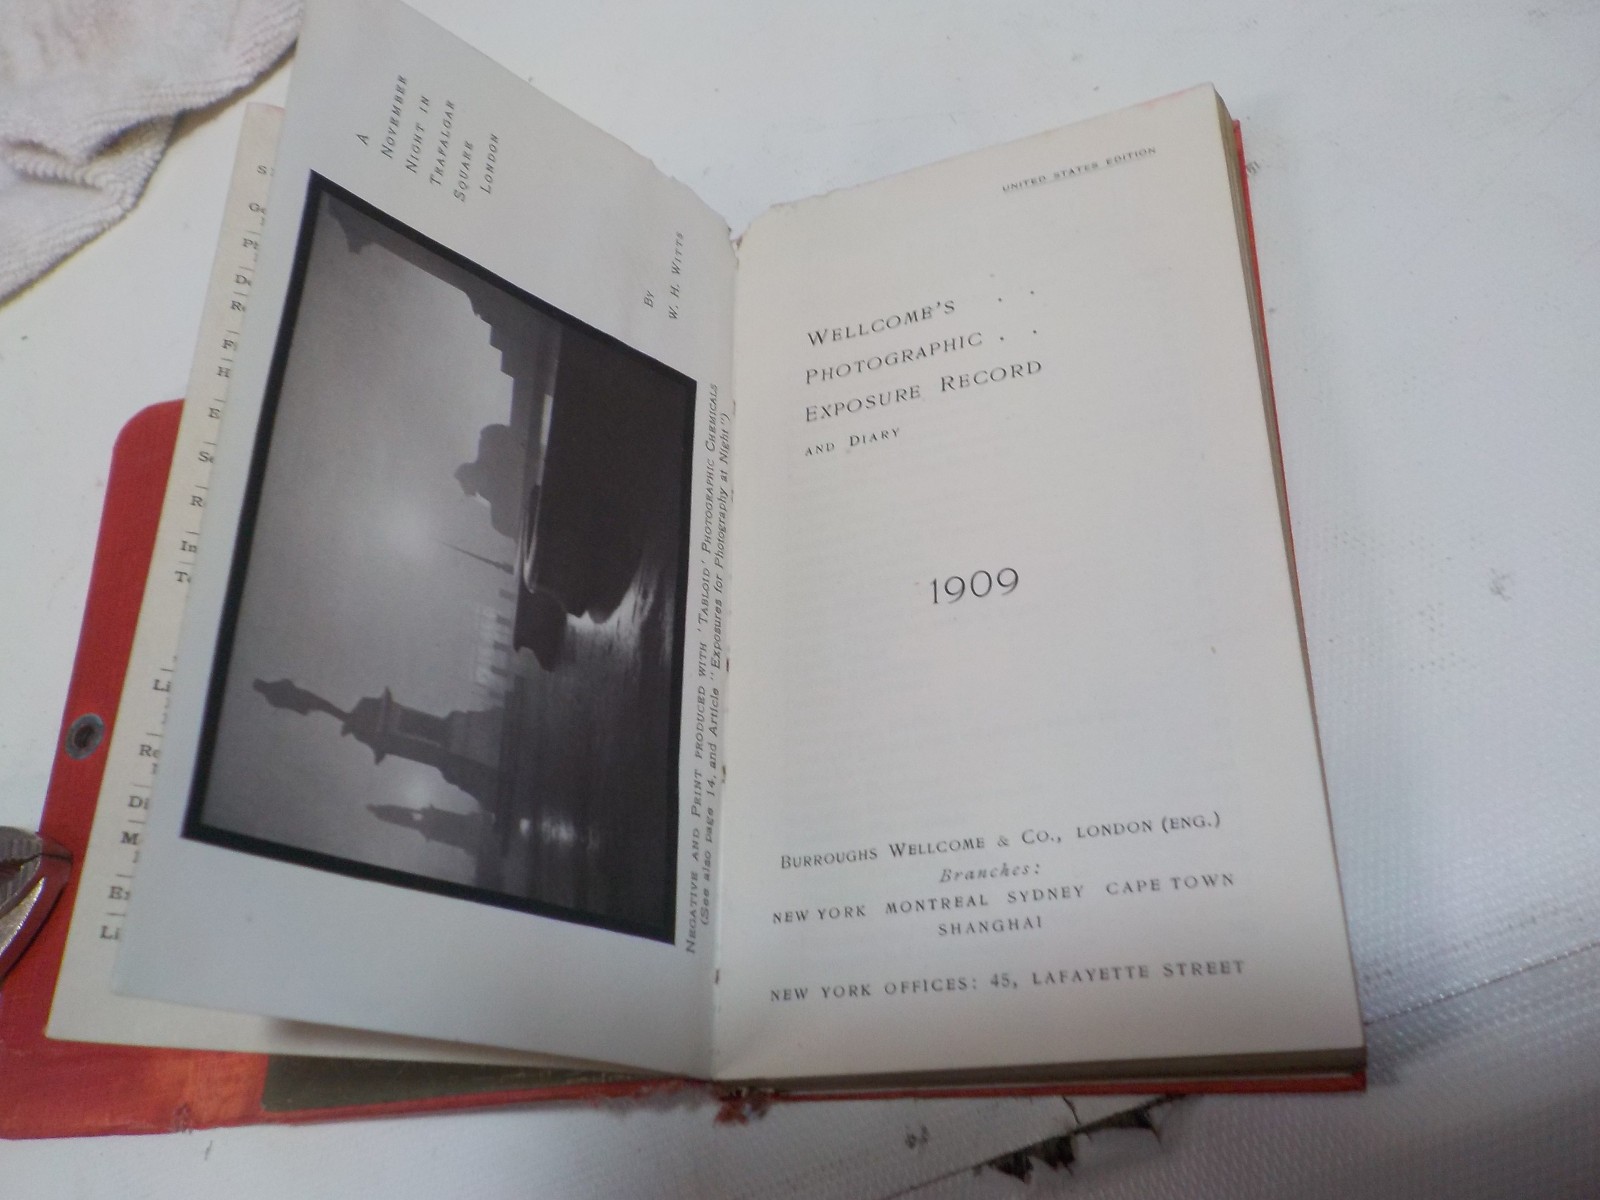 A
NOVEMBER
NIGHT IN
TRAFALGAR
SQUARE
LONDON
BY
W. H. WITTS
NEGATIVE AND PRINT PRODUCED WITH 'TABLOID' PHOTOGRAPHIC CHEMICALS
(See also page 14, and Article "Exposures for Photography at Night")
UNITED STATES EDITION
WELLCOME'S . .
PHOTOGRAPHIC . .
EXPOSURE RECORD
AND DIARY
1909
BURROUGHS WELLCOME & CO., LONDON (ENG.)
Branches:
NEW YORK MONTREAL SYDNEY CAPE TOWN
SHANGHAI
NEW YORK OFFICES: 45, LAFAYETTE STREET